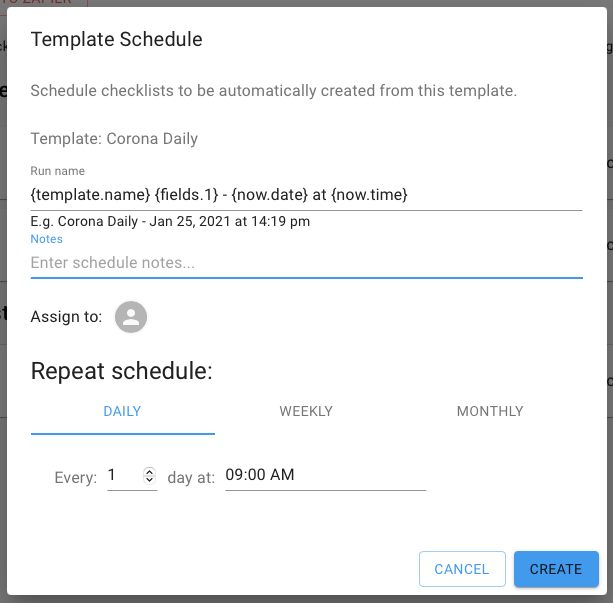 TO ZAPIER
Template Schedule
Schedule checklists to be automatically created from this template.
Template: Corona Daily
Run name
{template.name} {fields.1} - {now.date} at {now.time}
E.g. Corona Daily - Jan 25, 2021 at 14:19 pm
Notes
Enter schedule notes...
Assign to:
Repeat schedule:
DAILY WEEKLY MONTHLY
Every: 1 day at: 09:00 AM
CANCEL CREATE